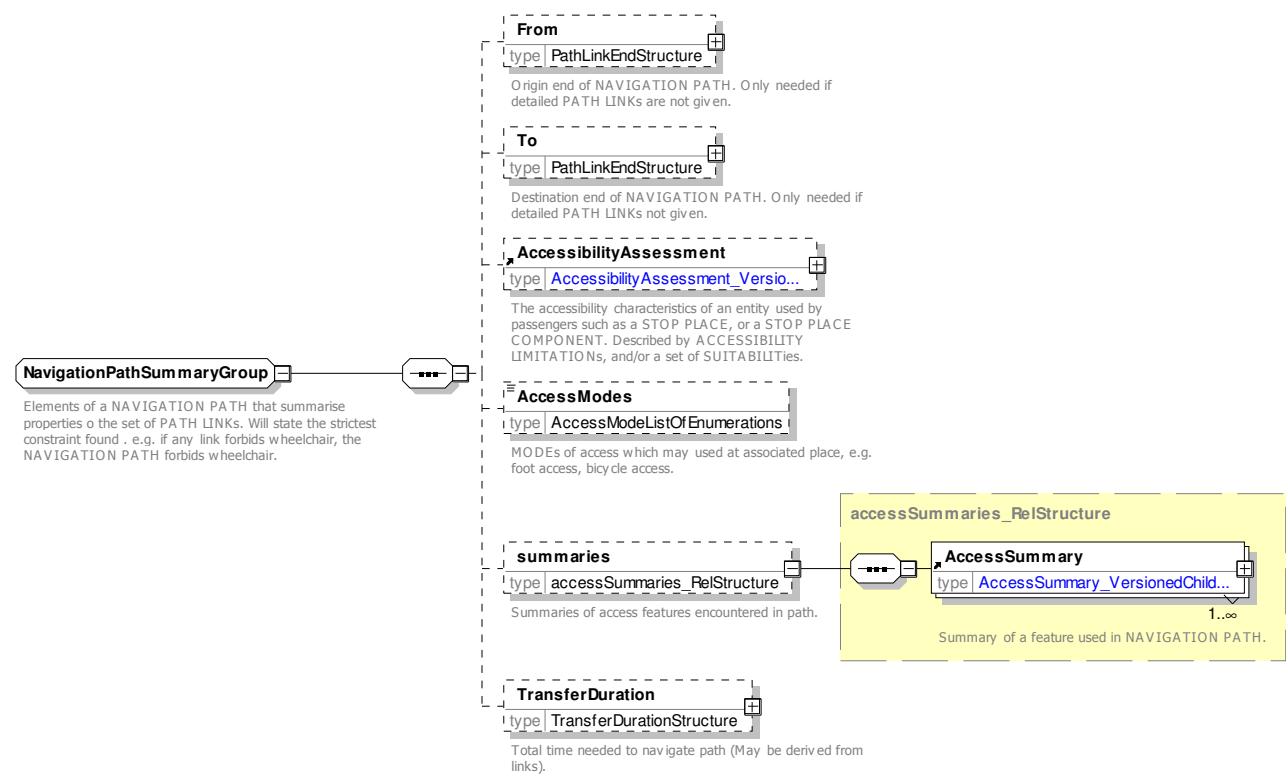 From
type PathLinkEndStructure
Origin end of NAVIGATION PATH. Only needed if
detailed PATH LINKs are not given.
To
type PathLinkEndStructure
Destination end of NAVIGATION PATH. Only needed if
detailed PATH LINKs not given.
AccessibilityAssessment
type AccessibilityAssessment_Versio...
The accessibility characteristics of an entity used by
passengers such as a STOP PLACE, or a STOP PLACE
COMPONENT. Described by ACCESSIBILITY
LIMITATIONs, and/or a set of SUITABILITies.
NavigationPathSummaryGroup
Elements of a NAVIGATION PATH that summarise
properties o the set of PATH LINKs. Will state the strictest
constraint found . e.g. if any link forbids wheelchair, the
NAVIGATION PATH forbids wheelchair.
AccessModes
type AccessModeListOfEnumerations
MODEs of access which may used at associated place, e.g.
foot access, bicycle access.
summaries
type accessSummaries_RelStructure
Summaries of access features encountered in path.
accessSummaries_RelStructure
AccessSummary
type AccessSummary_VersionedChild...
1..∞
Summary of a feature used in NAVIGATION PATH.
TransferDuration
type TransferDurationStructure
Total time needed to navigate path (May be derived from
links).